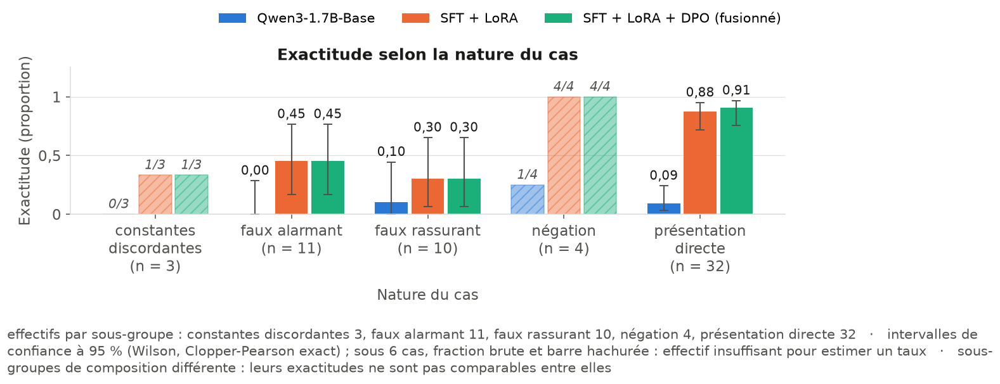 Qwen3-1.7B-Base SFT + LoRA SFT + LoRA + DPO (fusionné)
Exactitude selon la nature du cas
Exactitude (proportion)
1
0,5
0
0/3 1/3 1/3
0,00 0,45 0,45
0,10 0,30 0,30
1/4 4/4 4/4
0,09 0,88 0,91
constantes
discordantes
(n = 3)
faux alarmant
(n = 11)
faux rassurant
(n = 10)
négation
(n = 4)
présentation
directe
(n = 32)
Nature du cas
effectifs par sous-groupe : constantes discordantes 3, faux alarmant 11, faux rassurant 10, négation 4, présentation directe 32 · intervalles de
confiance à 95 % (Wilson, Clopper-Pearson exact) ; sous 6 cas, fraction brute et barre hachurée : effectif insuffisant pour estimer un taux · sous-
groupes de composition différente : leurs exactitudes ne sont pas comparables entre elles